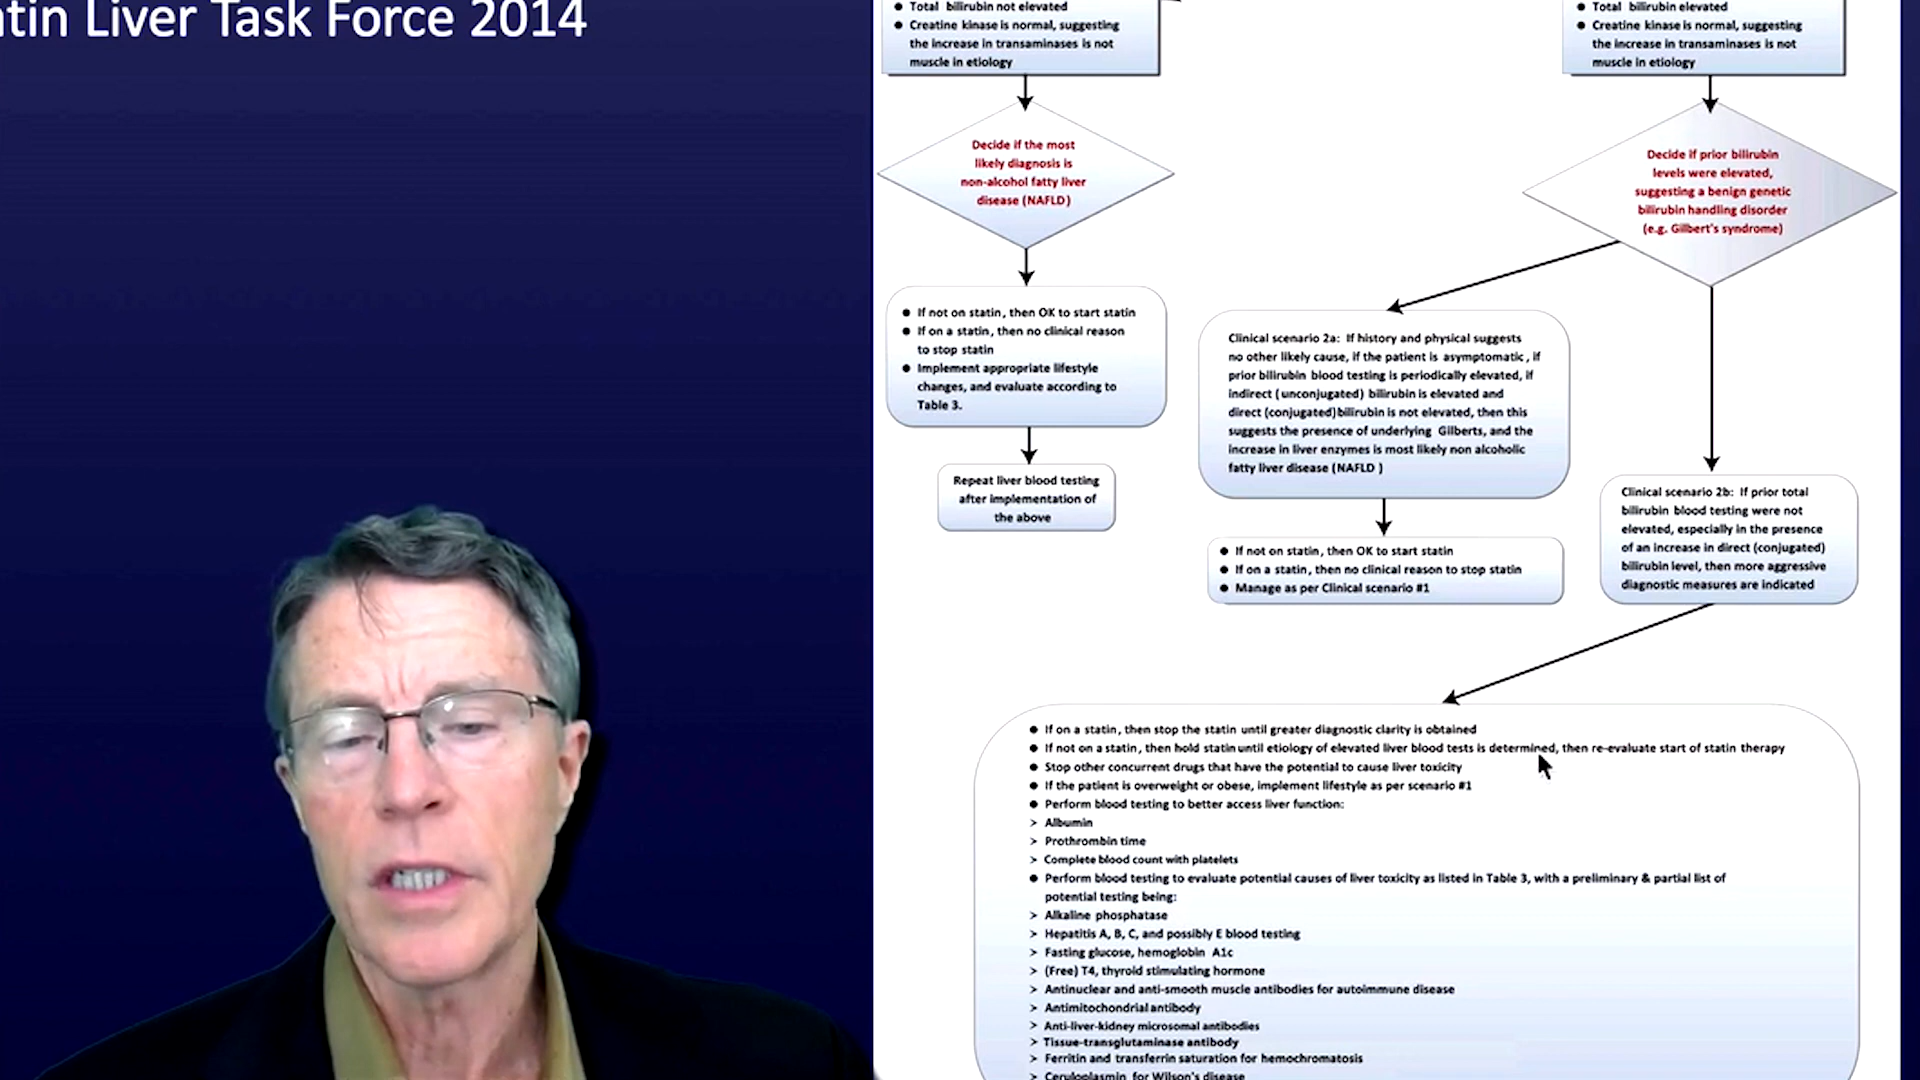 tin Liver Task Force 2014
● Total bilirubin not elevated
● Creatine kinase is normal, suggesting
the increase in transaminases is not
muscle in etiology
● Total bilirubin elevated
● Creatine kinase is normal, suggesting
the increase in transaminases is not
muscle in etiology
Decide if the most
likely diagnosis is
non-alcohol fatty liver
disease (NAFLD)
Decide if prior bilirubin
levels were elevated,
suggesting a benign genetic
bilirubin handling disorder
(e.g. Gilbert's syndrome)
● If not on statin, then OK to start statin
● If on a statin, then no clinical reason
to stop statin
● Implement appropriate lifestyle
changes, and evaluate according to
Table 3.
Repeat liver blood testing
after implementation of
the above
Clinical scenario 2a: If history and physical suggests
no other likely cause, if the patient is asymptomatic, if
prior bilirubin blood testing is periodically elevated, if
indirect (unconjugated) bilirubin is elevated and
direct (conjugated)bilirubin is not elevated, then this
suggests the presence of underlying Gilberts, and the
increase in liver enzymes is most likely non alcoholic
fatty liver disease (NAFLD )
● If not on statin, then OK to start statin
● If on a statin, then no clinical reason to stop statin
● Manage as per Clinical scenario #1
Clinical scenario 2b: If prior total
bilirubin blood testing were not
elevated, especially in the presence
of an increase in direct (conjugated)
bilirubin level, then more aggressive
diagnostic measures are indicated
● If on a statin, then stop the statin until greater diagnostic clarity is obtained
● If not on a statin, then hold statin until etiology of elevated liver blood tests is determined, then re-evaluate start of statin therapy
● Stop other concurrent drugs that have the potential to cause liver toxicity
● If the patient is overweight or obese, implement lifestyle as per scenario #1
● Perform blood testing to better access liver function:
➢ Albumin
➢ Prothrombin time
➢ Complete blood count with platelets
● Perform blood testing to evaluate potential causes of liver toxicity as listed in Table 3, with a preliminary & partial list of
potential testing being:
➢ Alkaline phosphatase
➢ Hepatitis A, B, C, and possibly E blood testing
➢ Fasting glucose, hemoglobin A1c
➢ (Free) T4, thyroid stimulating hormone
➢ Antinuclear and anti-smooth muscle antibodies for autoimmune disease
➢ Antimitochondrial antibody
➢ Anti-liver-kidney microsomal antibodies
➢ Tissue-transglutaminase antibody
➢ Ferritin and transferrin saturation for hemochromatosis
➢ Ceruloplasmin for Wilson's disease